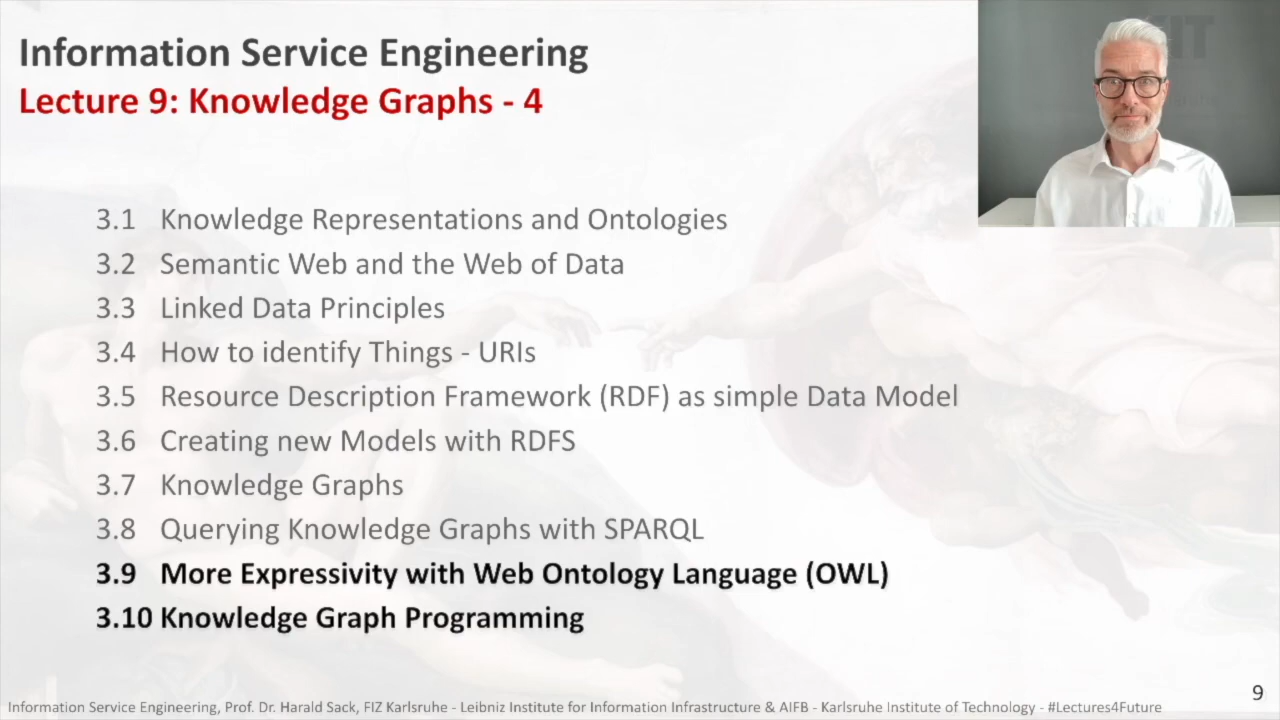 Information Service Engineering
Lecture 9: Knowledge Graphs - 4
3.1 Knowledge Representations and Ontologies
3.2 Semantic Web and the Web of Data
3.3 Linked Data Principles
3.4 How to identify Things - URIs
3.5 Resource Description Framework (RDF) as simple Data Model
3.6 Creating new Models with RDFS
3.7 Knowledge Graphs
3.8 Querying Knowledge Graphs with SPARQL
3.9 More Expressivity with Web Ontology Language (OWL)
3.10 Knowledge Graph Programming
9
Information Service Engineering, Prof. Dr. Harald Sack, FIZ Karlsruhe - Leibniz Institute for Information Infrastructure & AIFB - Karlsruhe Institute of Technology - #Lectures4Future